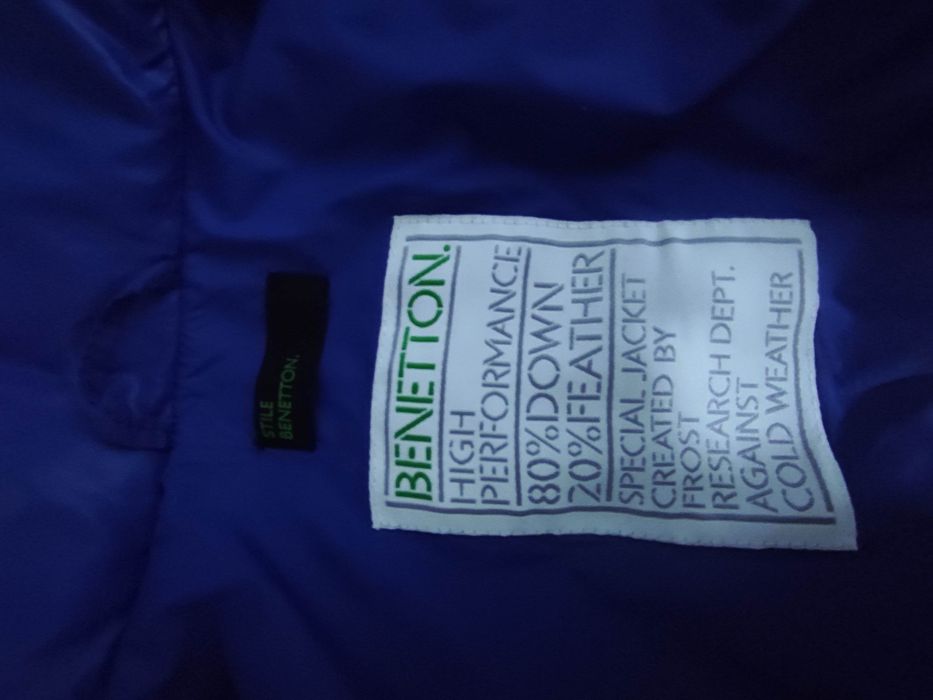 STILE
BENETTON.
BENETTON.
HIGH
PERFORMANCE
80%DOWN
20%FEATHER
SPECIAL JACKET
CREATED BY
FROST
RESEARCH DEPT.
AGAINST
COLD WEATHER